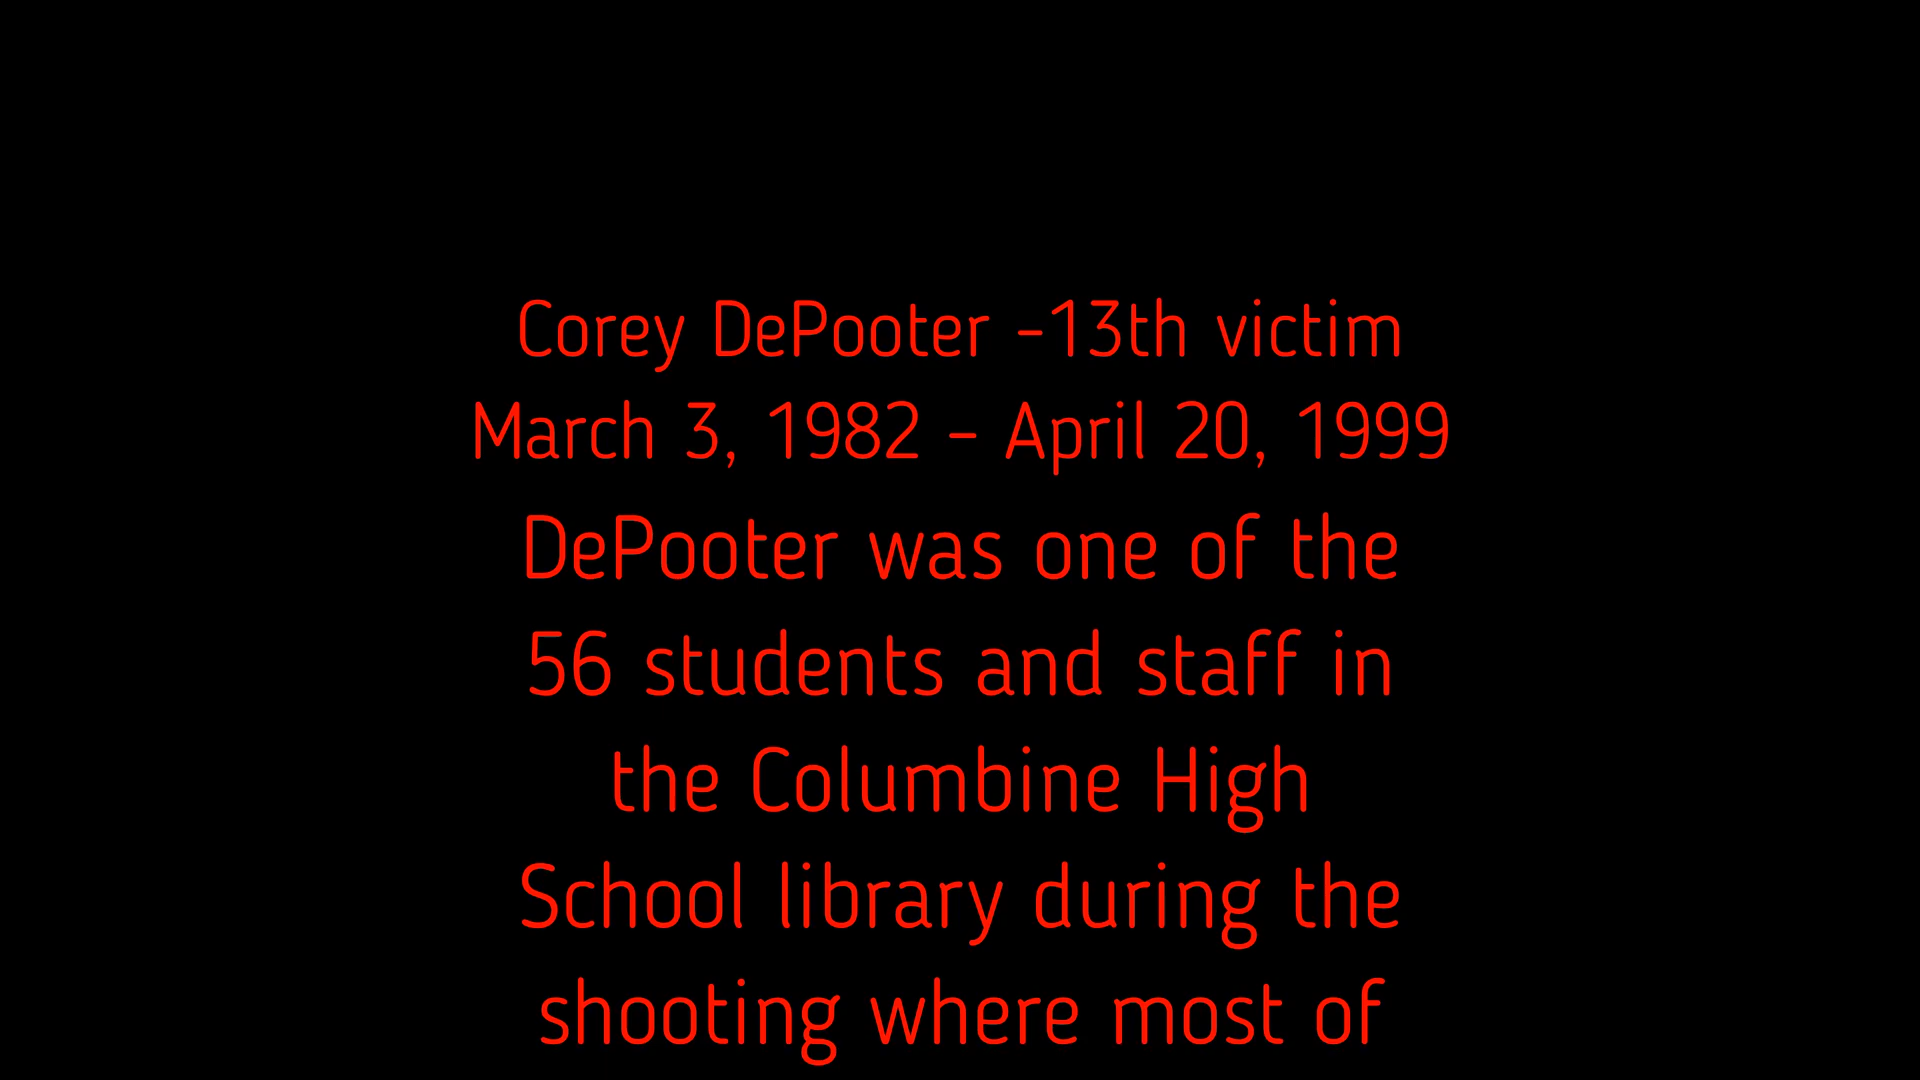 Corey DePooter -13th victim
March 3, 1982 - April 20, 1999
DePooter was one of the
56 students and staff in
the Columbine High
School library during the
shooting where most of